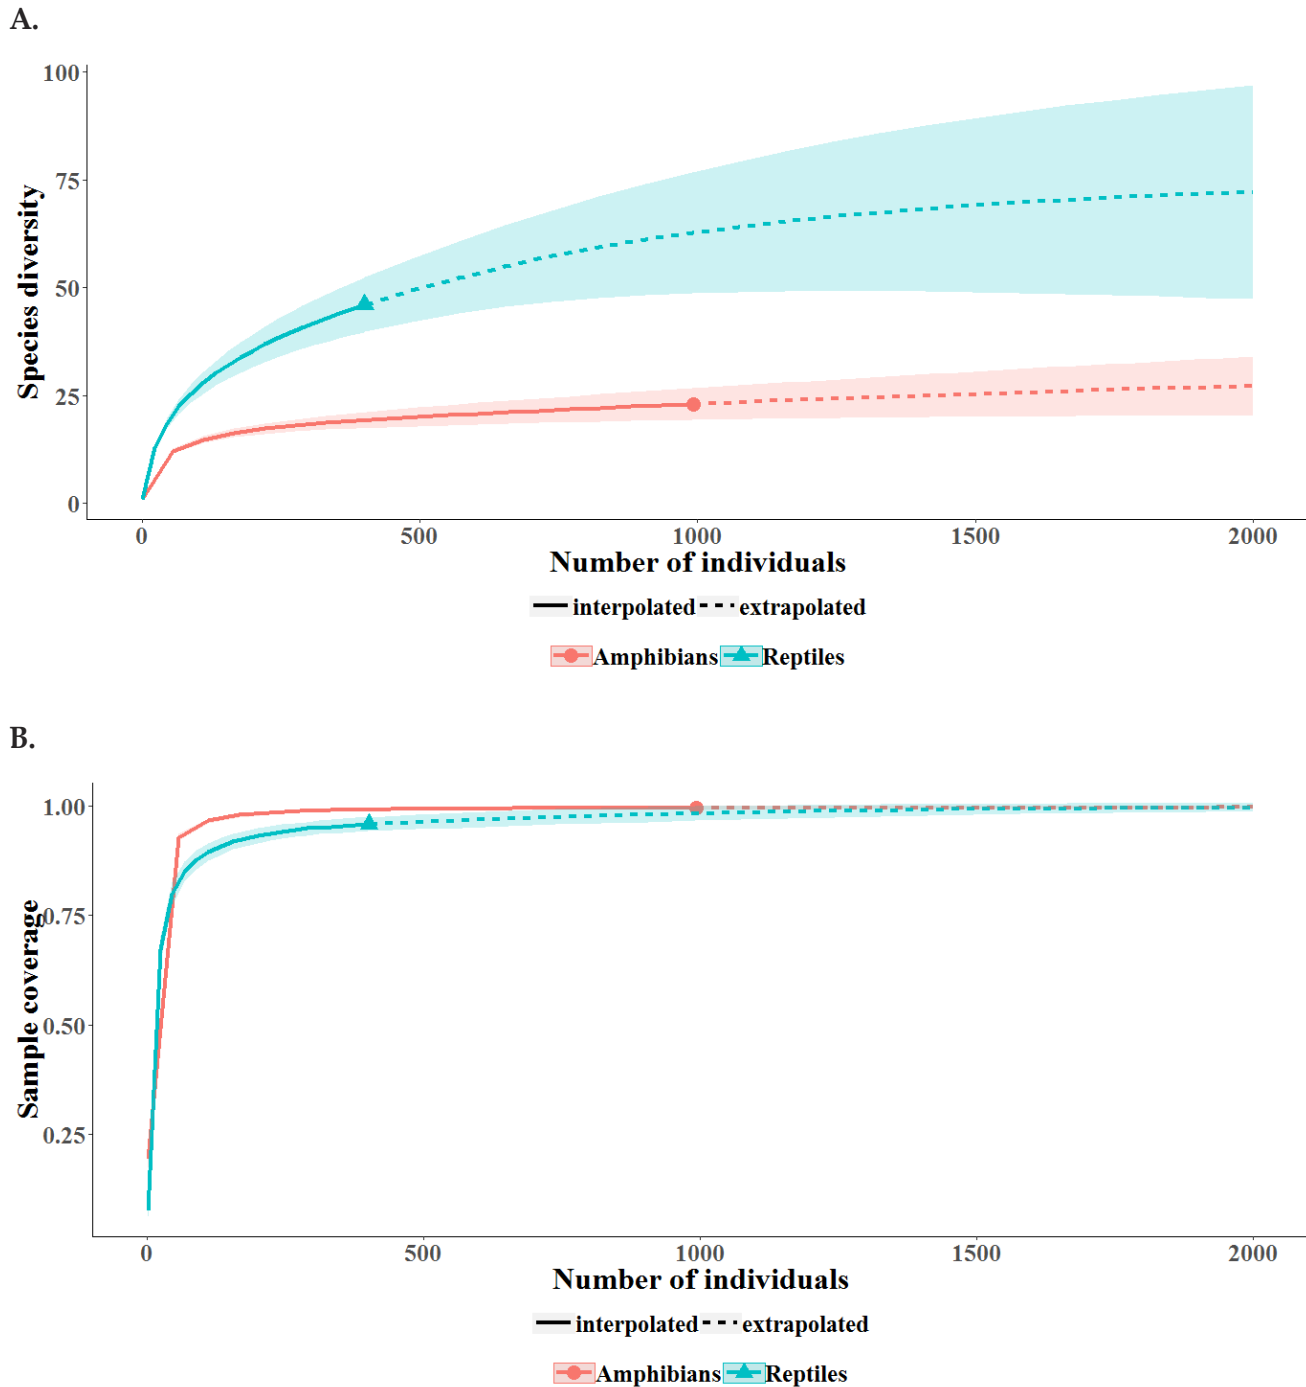 A.
100
75
50
25
0
Species diversity
0 500 1000 1500 2000
Number of individuals
interpolated extrapolated
Amphibians Reptiles
B.
1.00
0.75
0.50
0.25
Sample coverage
0 500 1000 1500 2000
Number of individuals
interpolated extrapolated
Amphibians Reptiles